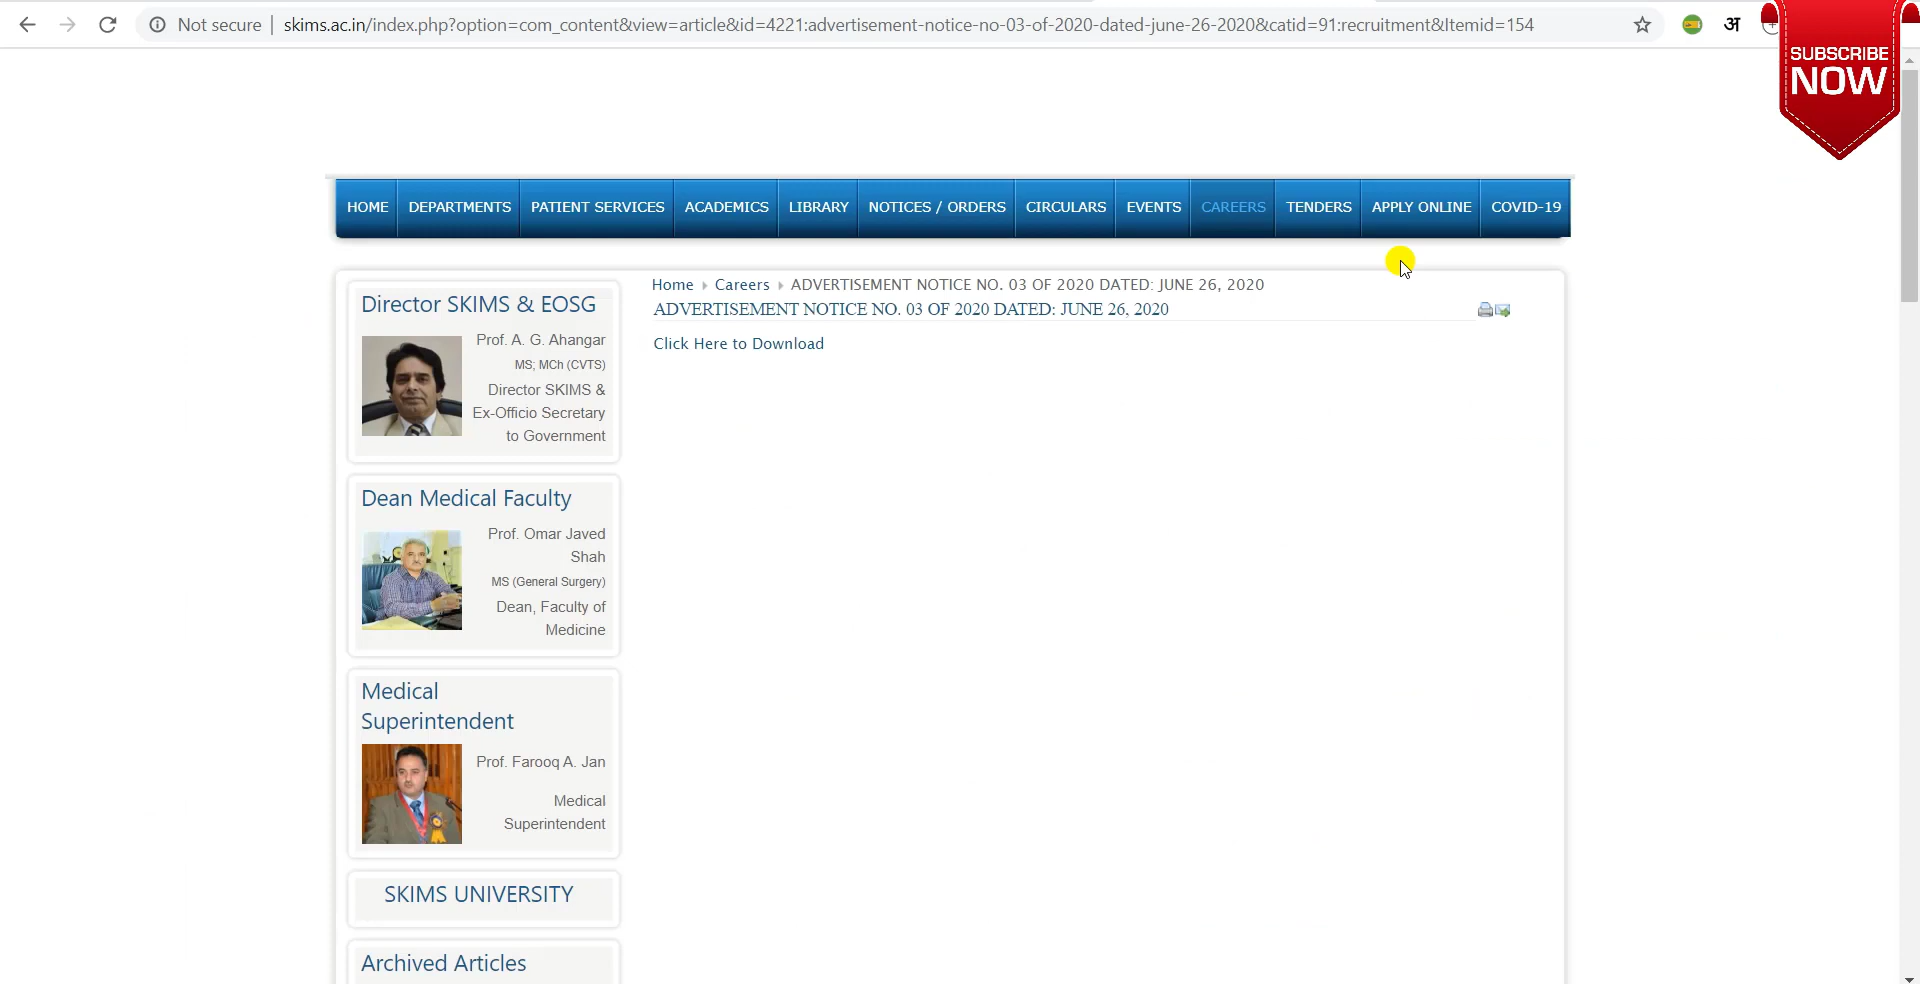 Not secure
skims.ac.in/index.php?option=com_content&view=article&id=4221:advertisement-notice-no-03-of-2020-dated-june-26-2020&catid=91:recruitment&Itemid=154
अ
SUBSCRIBE
NOW
HOME
DEPARTMENTS
PATIENT SERVICES
ACADEMICS
LIBRARY
NOTICES / ORDERS
CIRCULARS
EVENTS
CAREERS
TENDERS
APPLY ONLINE
COVID-19
Director SKIMS & EOSG
Prof. A. G. Ahangar
MS; MCh (CVTS)
Director SKIMS &
Ex-Officio Secretary
to Government
Dean Medical Faculty
Prof. Omar Javed
Shah
MS (General Surgery)
Dean, Faculty of
Medicine
Medical
Superintendent
Prof. Farooq A. Jan
Medical
Superintendent
SKIMS UNIVERSITY
Archived Articles
Home Careers ADVERTISEMENT NOTICE NO. 03 OF 2020 DATED: JUNE 26, 2020
ADVERTISEMENT NOTICE NO. 03 OF 2020 DATED: JUNE 26, 2020
Click Here to Download